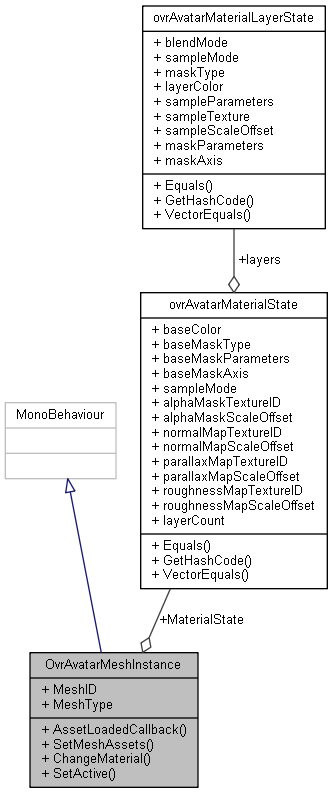 ovrAvatarMaterialLayerState
+ blendMode
+ sampleMode
+ maskType
+ layerColor
+ sampleParameters
+ sampleTexture
+ sampleScaleOffset
+ maskParameters
+ maskAxis
+ Equals()
+ GetHashCode()
+ VectorEquals()
+layers
ovrAvatarMaterialState
+ baseColor
+ baseMaskType
+ baseMaskParameters
+ baseMaskAxis
+ sampleMode
+ alphaMaskTextureID
+ alphaMaskScaleOffset
+ normalMapTextureID
+ normalMapScaleOffset
+ parallaxMapTextureID
+ parallaxMapScaleOffset
+ roughnessMapTextureID
+ roughnessMapScaleOffset
+ layerCount
+ Equals()
+ GetHashCode()
+ VectorEquals()
MonoBehaviour
+MaterialState
OvrAvatarMeshInstance
+ MeshID
+ MeshType
+ AssetLoadedCallback()
+ SetMeshAssets()
+ ChangeMaterial()
+ SetActive()